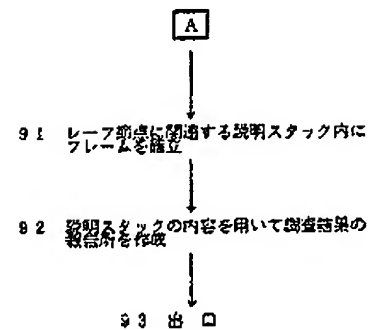 A
91 レーフ節点に関連する説明スタック内に
フレームを確立
92 説明スタックの内容を用いて調査結果の
報告所を作成
93 出口